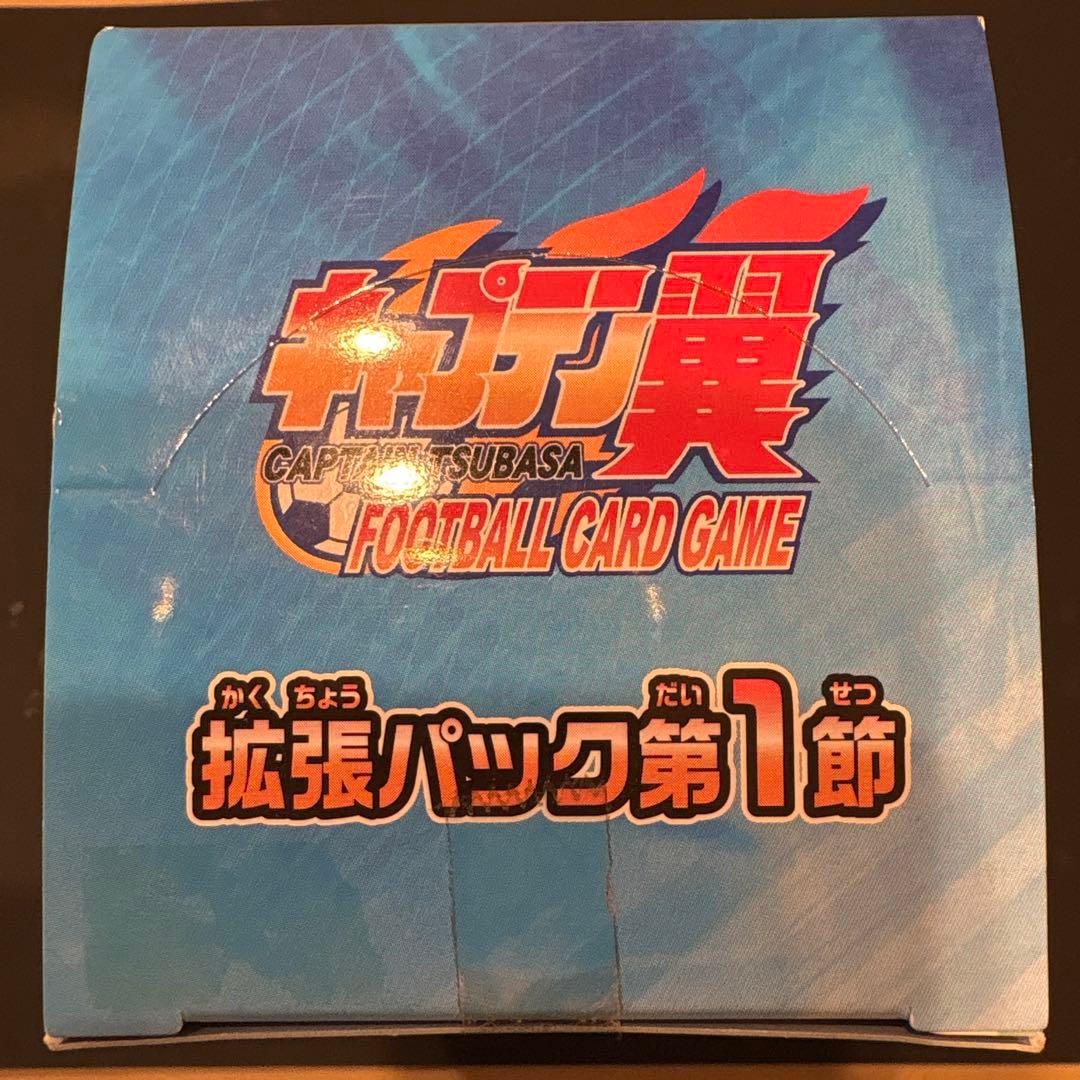 キャプテン翼
CAPTAIN TSUBASA
FOOTBALL CARD GAME
かく ちょう だい せつ
拡張パック第1節